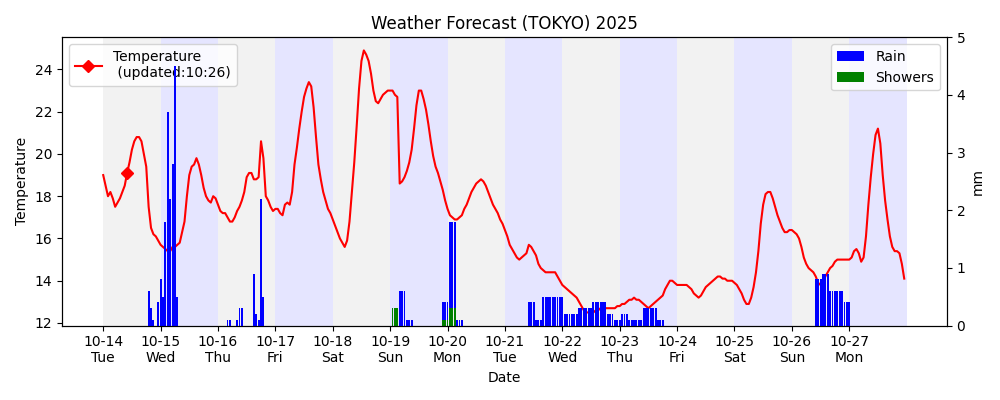 Weather Forecast (TOKYO) 2025
Temperature
(updated:10:26)
Rain
Showers
Temperature
24
22
20
18
16
14
12
5
4
3
2
1
0
mm
10-14 10-15 10-16 10-17 10-18 10-19 10-20 10-21 10-22 10-23 10-24 10-25 10-26 10-27
Tue Wed Thu Fri Sat Sun Mon Tue Wed Thu Fri Sat Sun Mon
Date